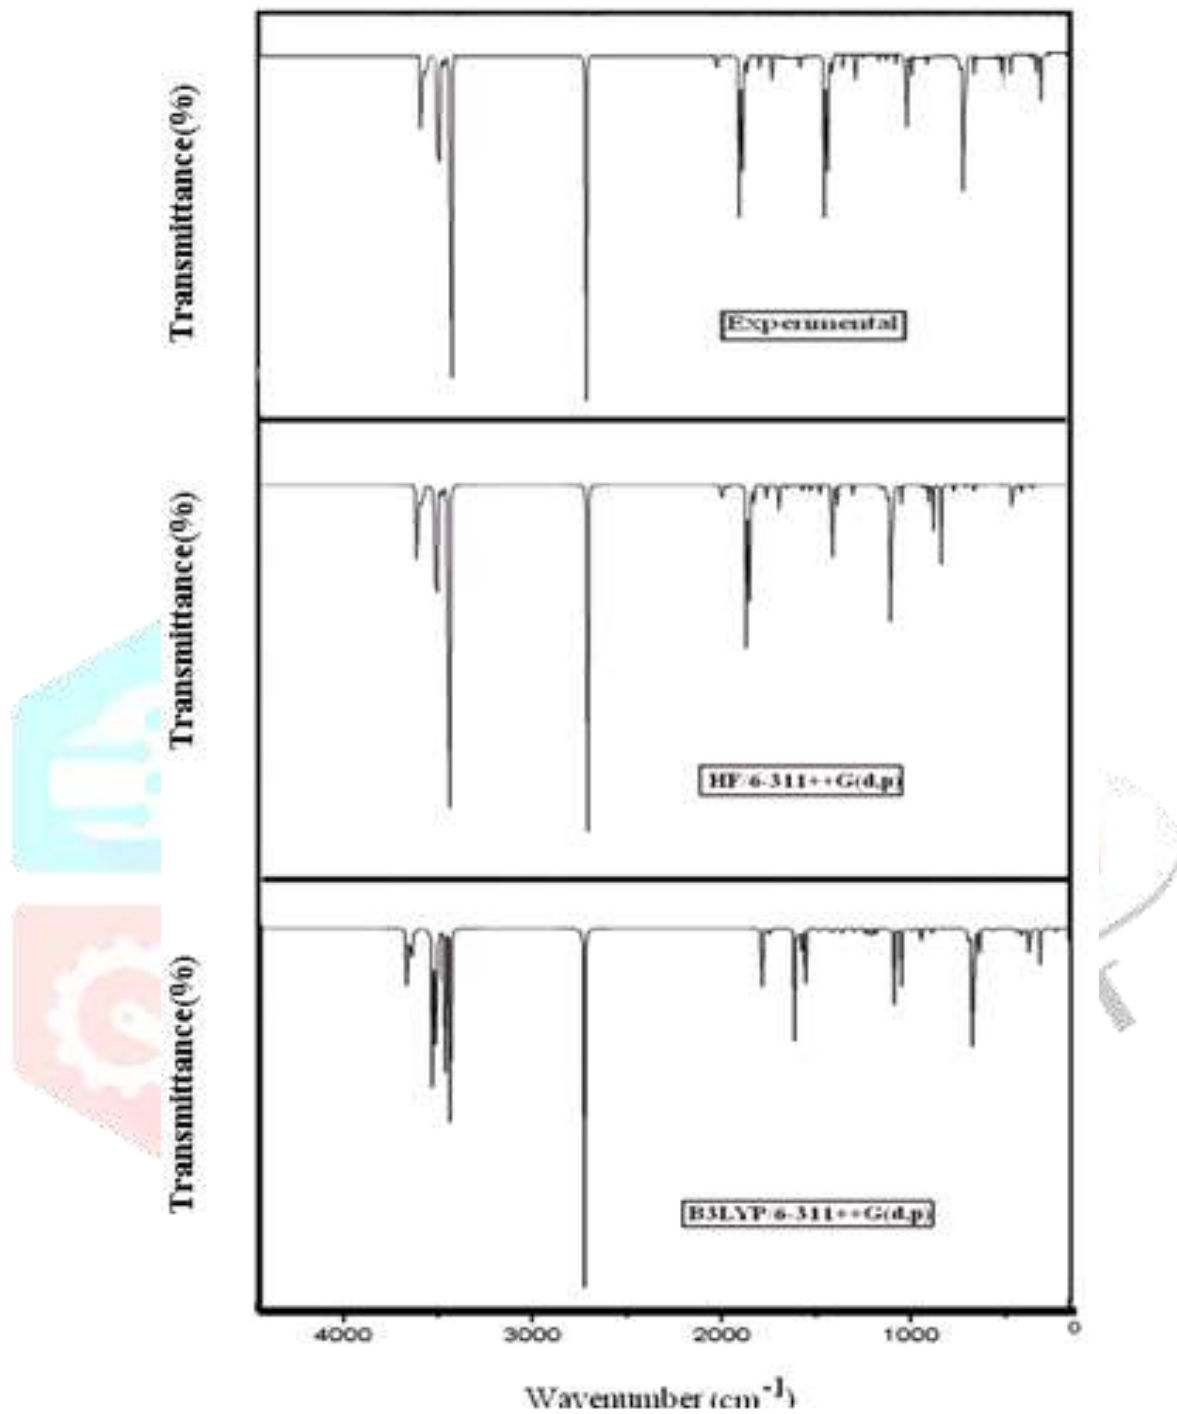 Transmittance(%)
Experimental
Transmittance(%)
HF/6-311++G(d,p)
Transmittance(%)
B3LYP/6-311++G(d,p)
4000 3000 2000 1000 0
Wavenumber (cm-1)